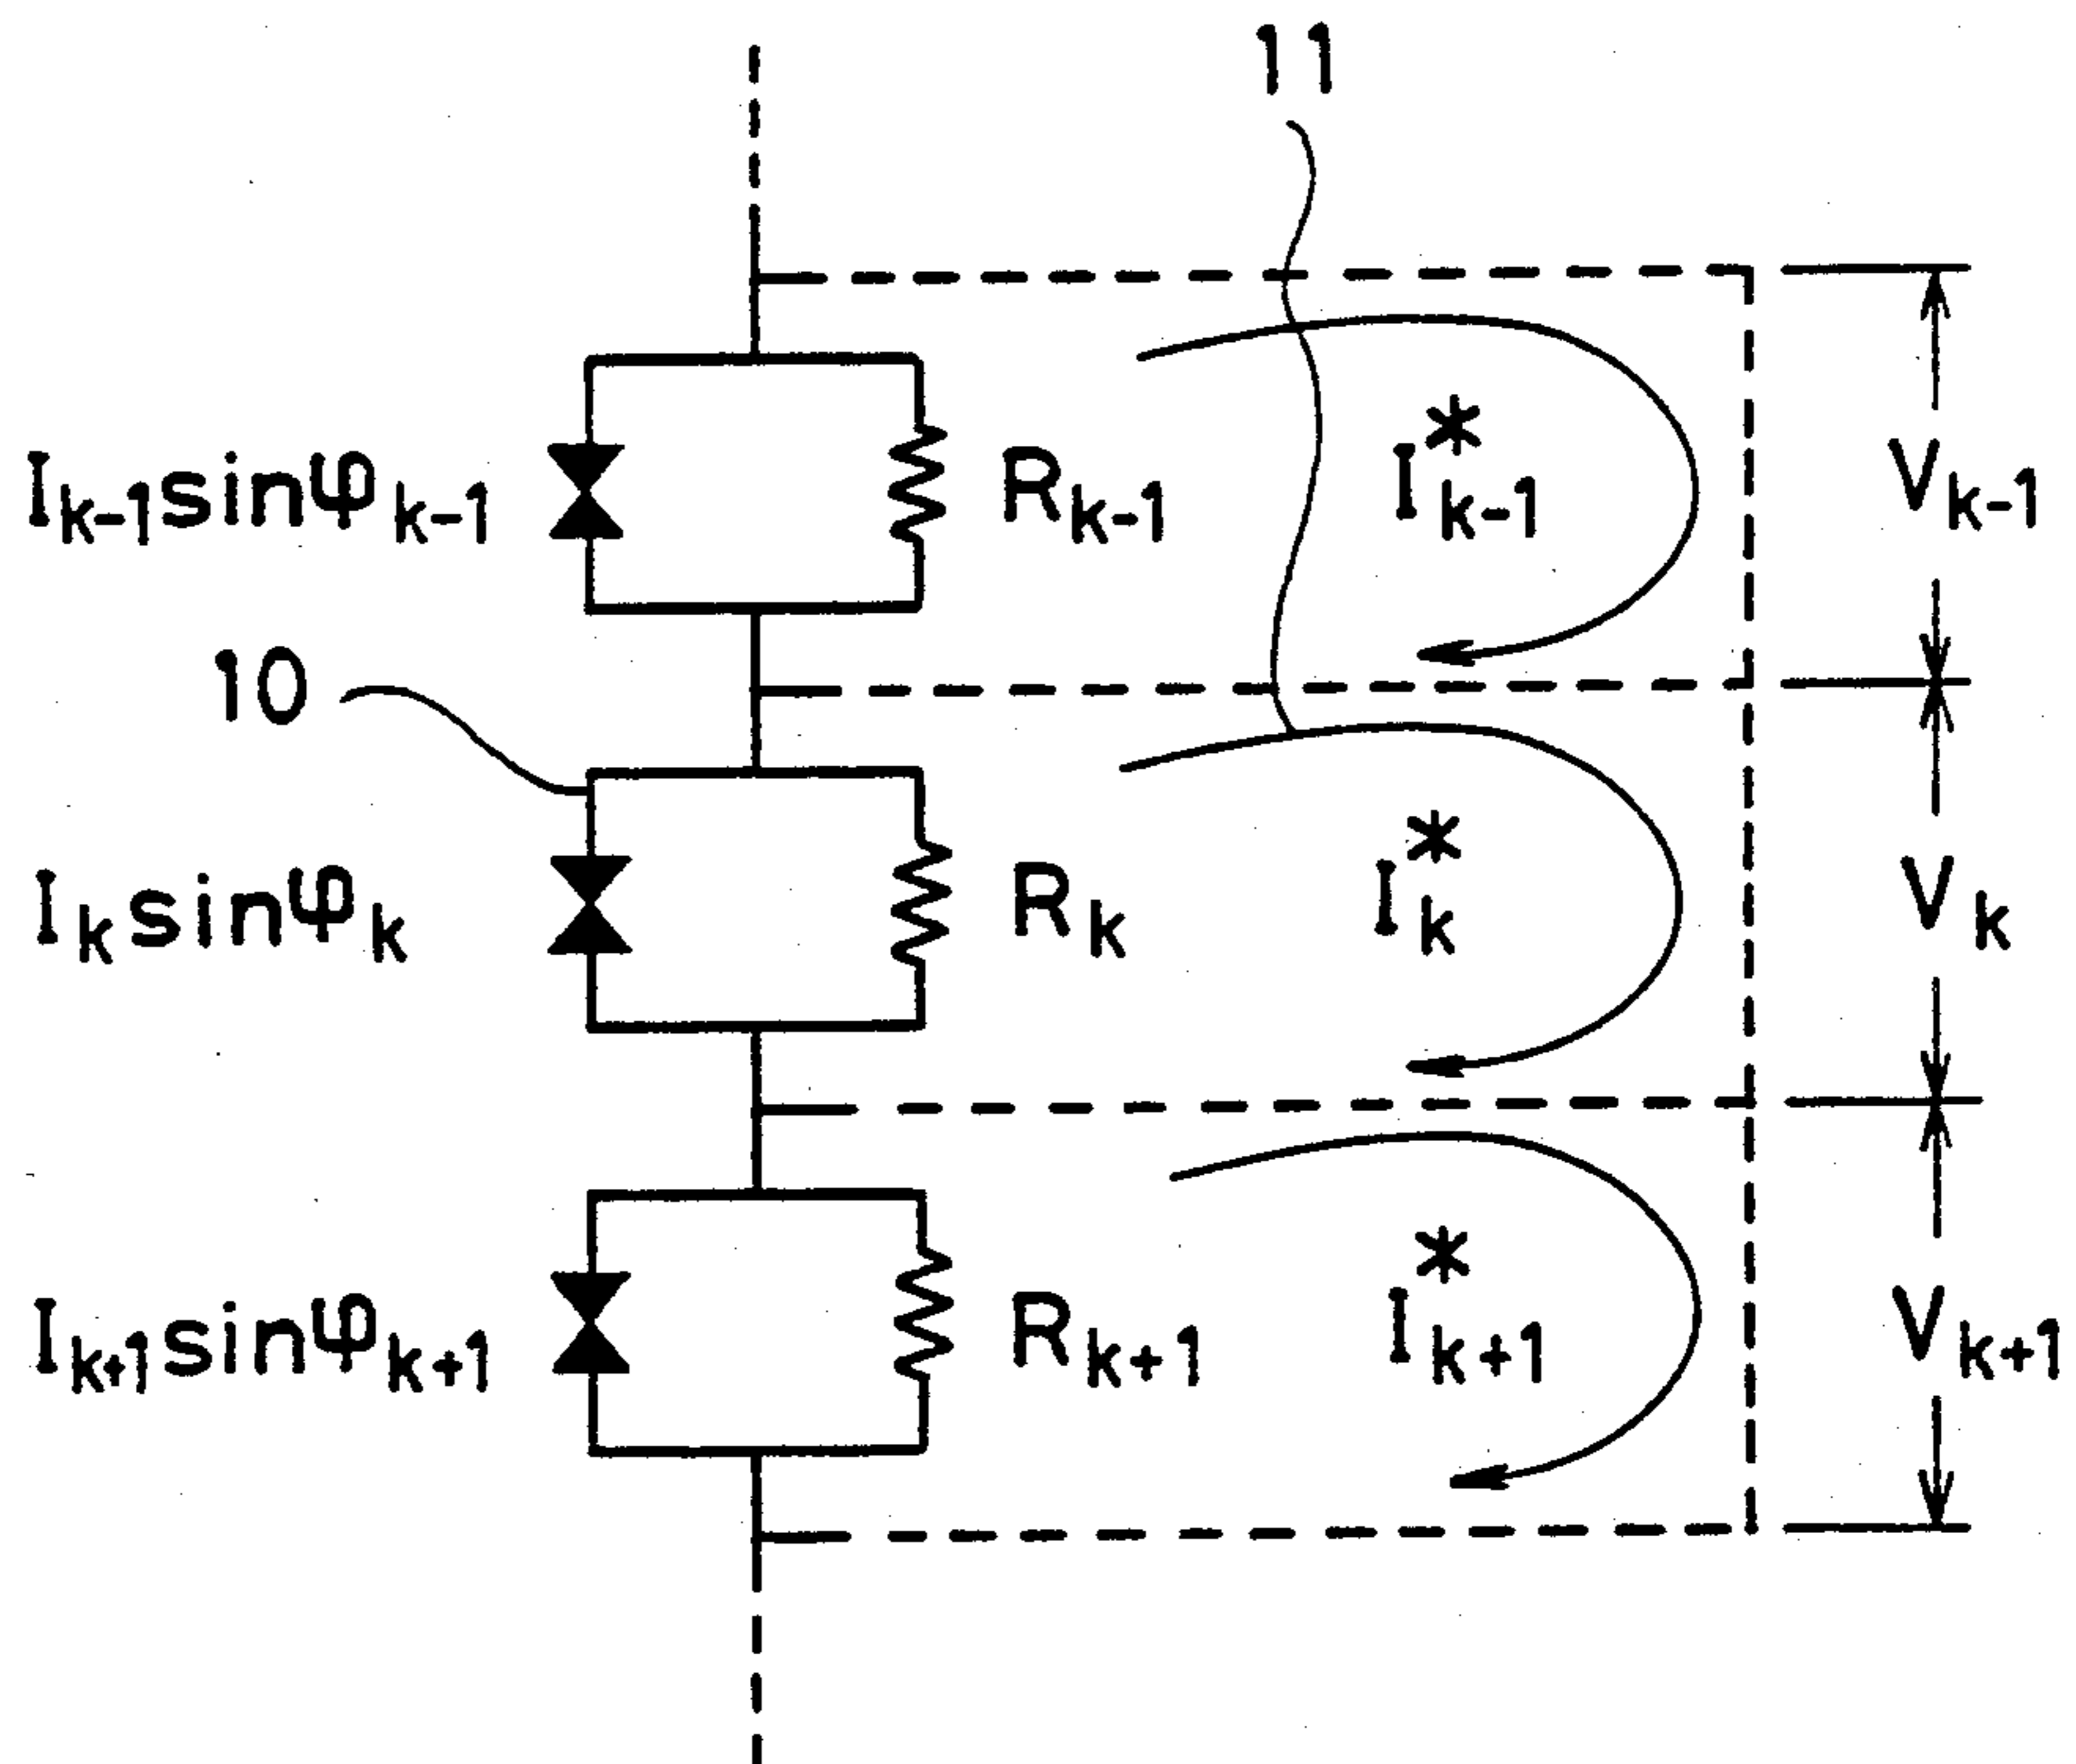 11
I_{k-1}sinφ_{k-1} R_{k-1} I*_{k-1} V_{k-1}
10
I_k sinφ_k R_k I*_k V_k
I_{k+1}sinφ_{k+1} R_{k+1} I*_{k+1} V_{k+1}